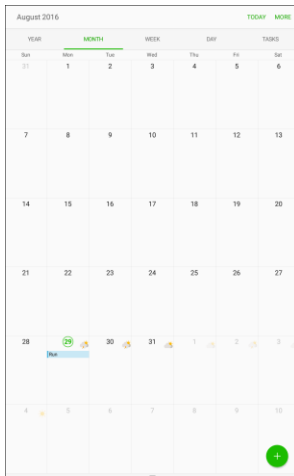 August 2016 TODAY MORE
YEAR MONTH WEEK DAY TASKS
Sun Mon Tue Wed Thu Fri Sat
31 1 2 3 4 5 6
7 8 9 10 11 12 13
14 15 16 17 18 19 20
21 22 23 24 25 26 27
28 29 30 31 1 2 3
Run
4 5 6 7 8 9 10
+